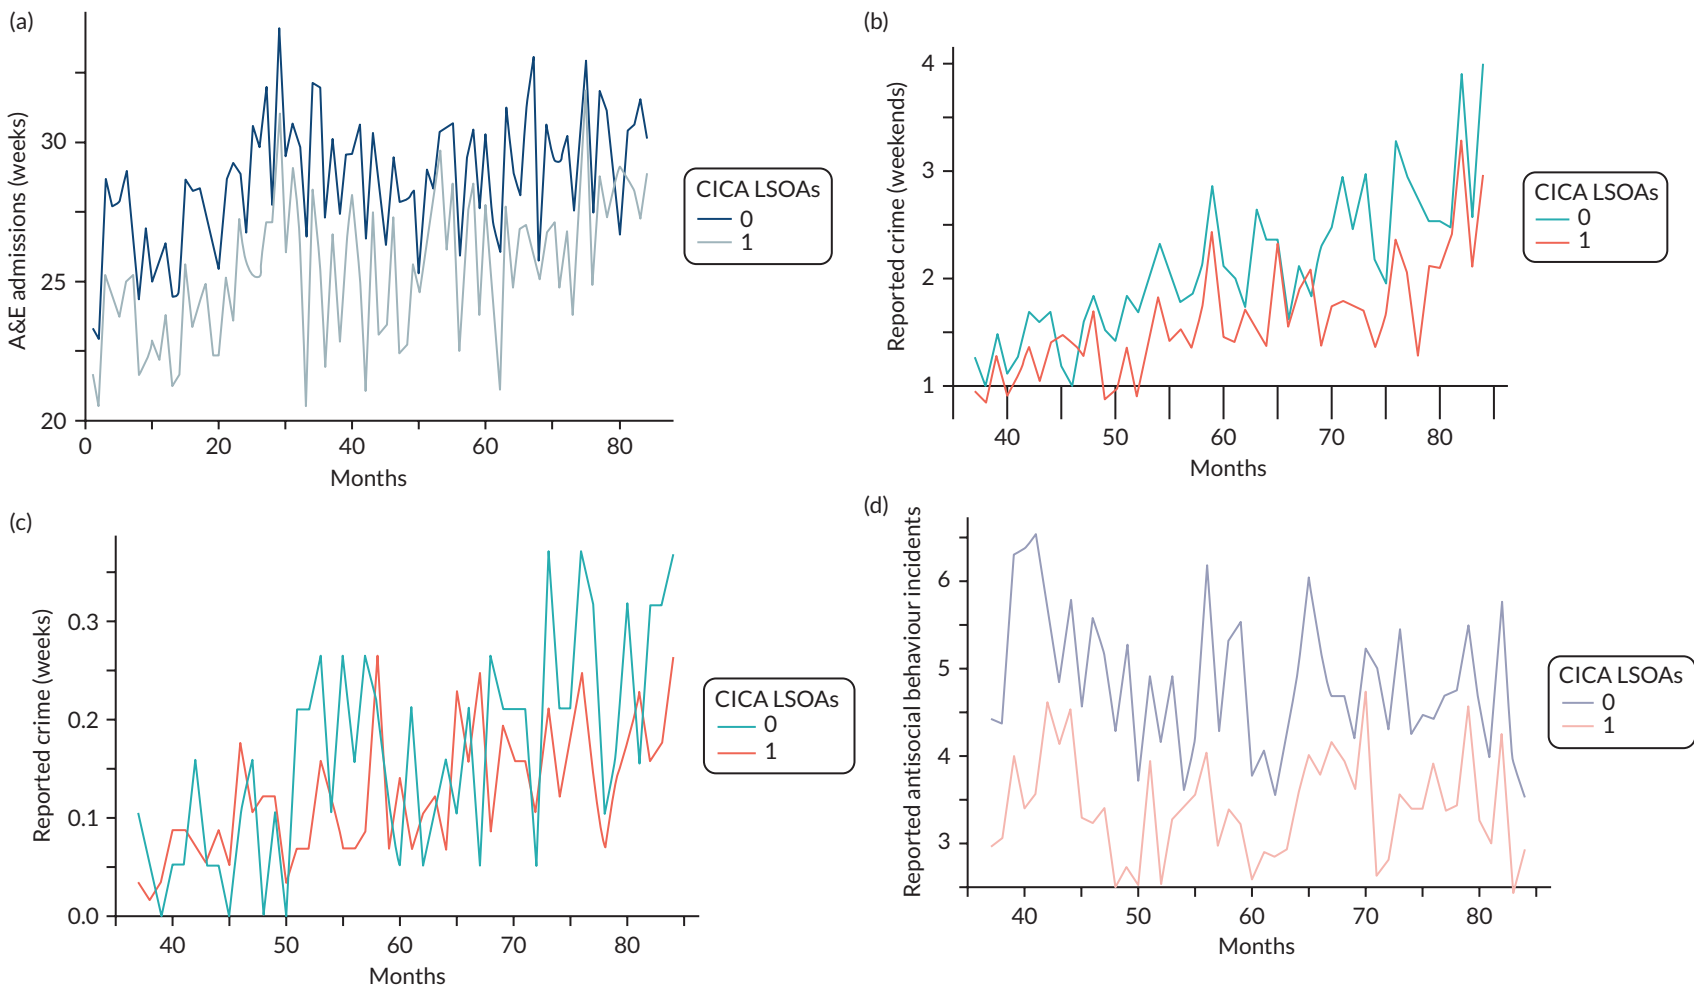 (a)
A&E admissions (weeks)
30
25
20
0 20 40 60 80
Months
CICA LSOAs
0
1
(b)
Reported crime (weekends)
4
3
2
1
40 50 60 70 80
Months
CICA LSOAs
0
1
(c)
Reported crime (weeks)
0.3
0.2
0.1
0.0
40 50 60 70 80
Months
CICA LSOAs
0
1
(d)
Reported antisocial behaviour incidents
6
5
4
3
40 50 60 70 80
Months
CICA LSOAs
0
1